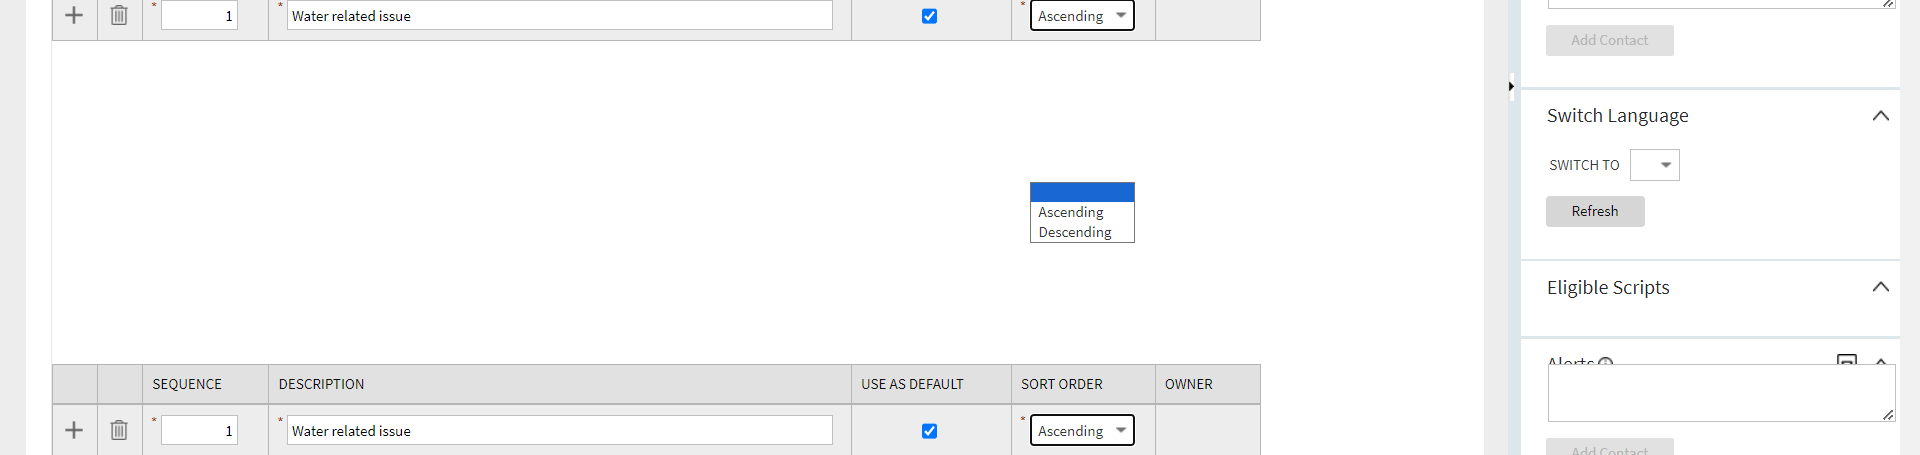 * 1 * Water related issue * Ascending
Ascending
Descending
SEQUENCE DESCRIPTION USE AS DEFAULT SORT ORDER OWNER
* 1 * Water related issue * Ascending
Add Contact
Switch Language
SWITCH TO
Refresh
Eligible Scripts
Alerts
Add Contact